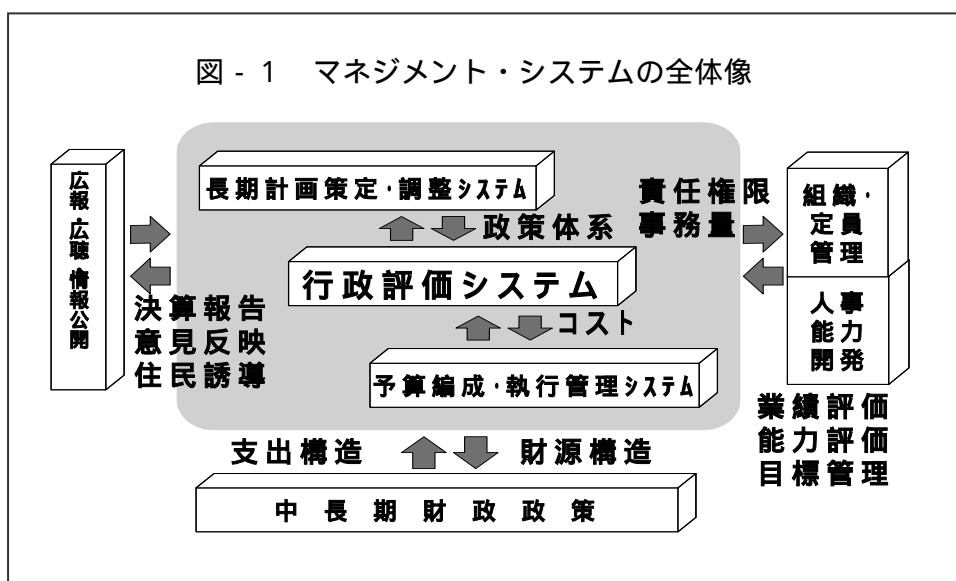 図 - 1 マネジメント・システムの全体像
広報・広聴・情報公開
長期計画策定・調整システム
政策体系
行政評価システム
コスト
予算編成・執行管理システム
決算報告
意見反映
住民誘導
責任権限
事務量
組織・
定員
管理
人事
能力
開発
業績評価
能力評価
目標管理
支出構造
財源構造
中長期財政政策